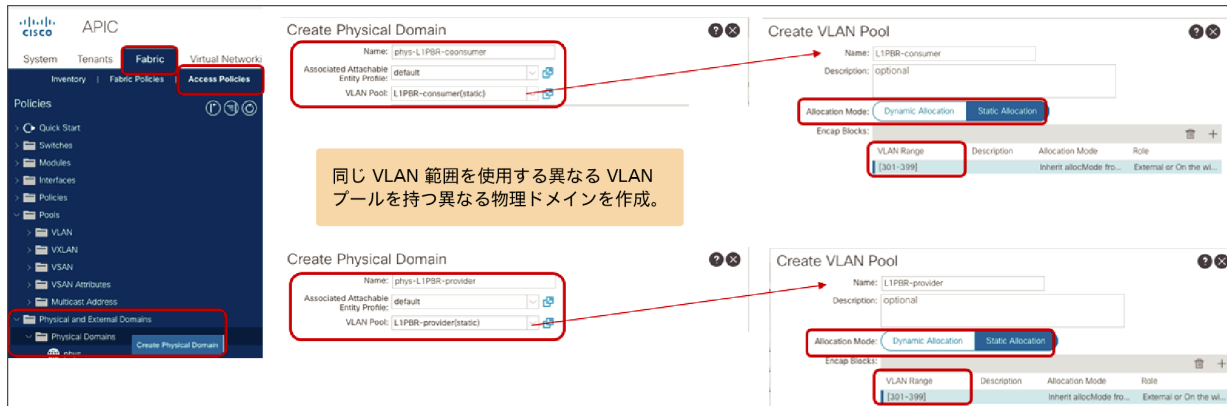 CISCO
APIC
System Tenants Fabric Virtual Networki
Inventory | Fabric Policies | Access Policies
Policies
Quick Start
Switches
Modules
Interfaces
Policies
Pools
VLAN
VXLAN
VSAN
VSAN Attributes
Multicast Address
Physical and External Domains
Physical Domains
Create Physical Domain
phys
Create Physical Domain
Name: phys-L1PBR-coonsumer
Associated Attachable
Entity Profile: default
VLAN Pool: L1PBR-consumer(static)
Create VLAN Pool
Name: L1PBR-consumer
Description: optional
Allocation Mode: Dynamic Allocation Static Allocation
Encap Blocks:
VLAN Range Description Allocation Mode Role
[301-399] Inherit allocMode fro... External or On the wi...
同じ VLAN 範囲を使用する異なる VLAN
プールを持つ異なる物理ドメインを作成。
Create Physical Domain
Name: phys-L1PBR-provider
Associated Attachable
Entity Profile: default
VLAN Pool: L1PBR-provider(static)
Create VLAN Pool
Name: L1PBR-provider
Description: optional
Allocation Mode: Dynamic Allocation Static Allocation
Encap Blocks:
VLAN Range Description Allocation Mode Role
[301-399] Inherit allocMode fro... External or On the wi...